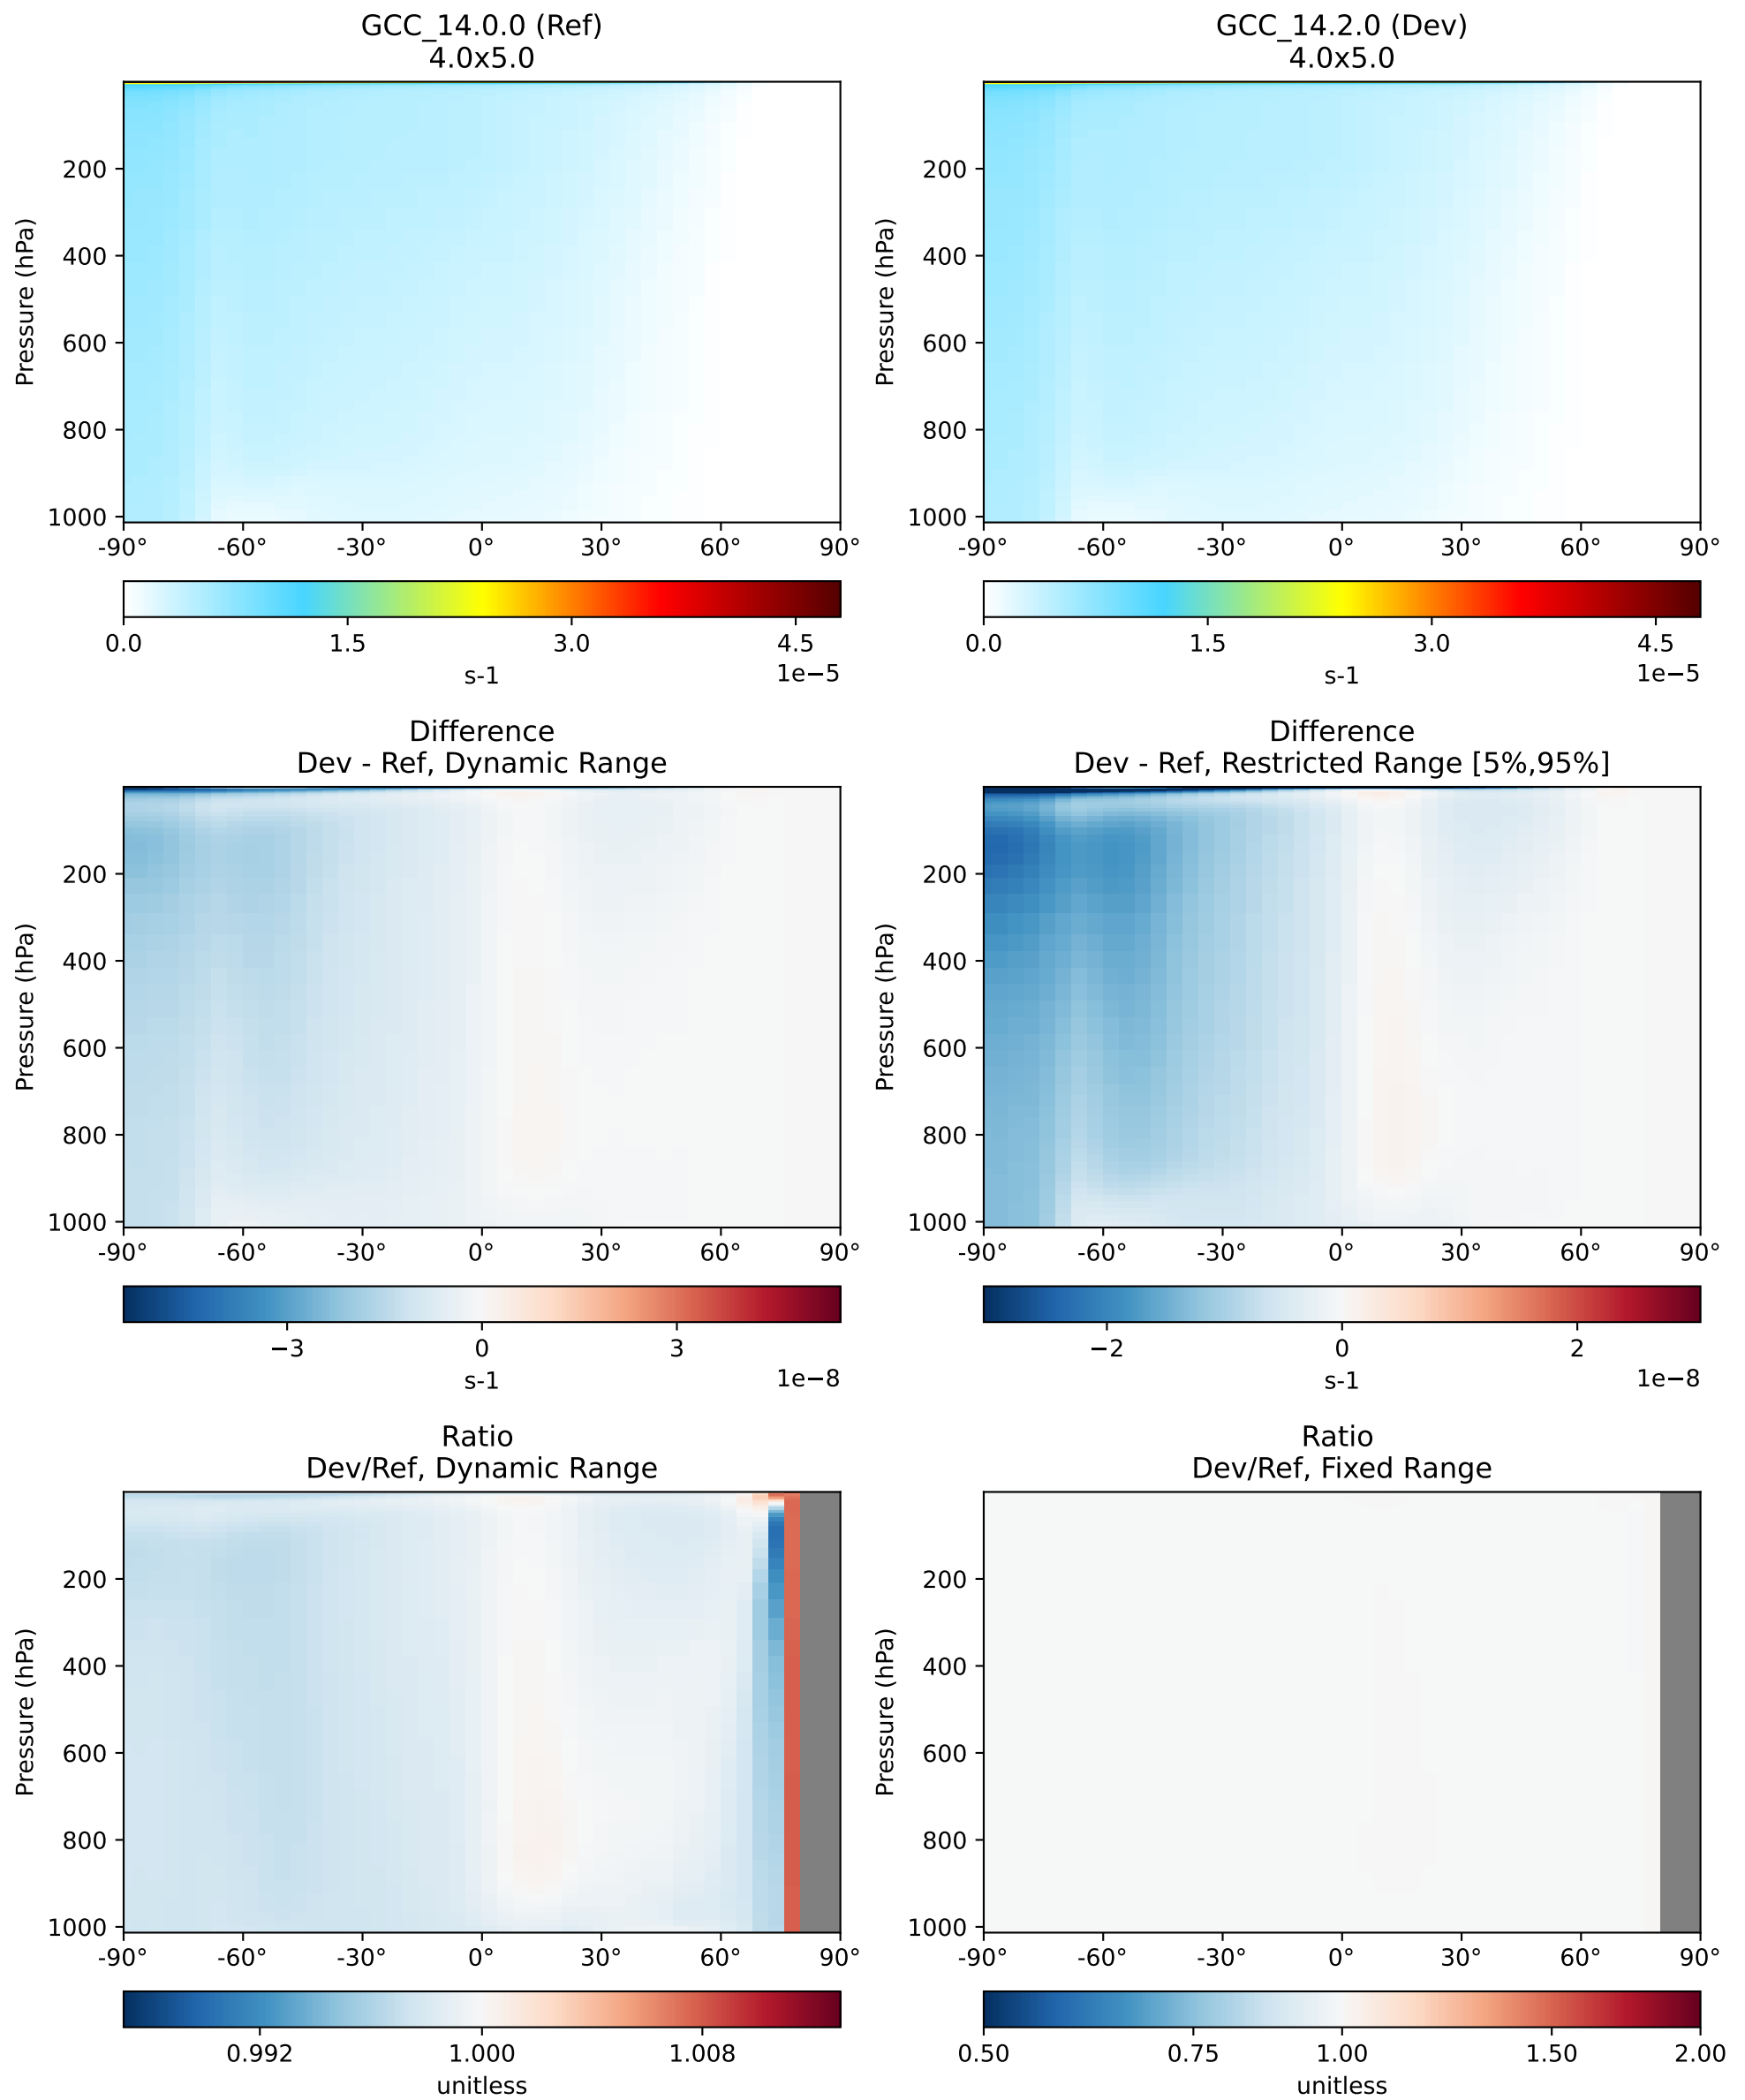 GCC_14.0.0 (Ref)
4.0x5.0
Pressure (hPa)
200
400
600
800
1000
-90° -60° -30° 0° 30° 60° 90°
0.0 1.5 3.0 4.5
1e−5
s-1
GCC_14.2.0 (Dev)
4.0x5.0
Pressure (hPa)
200
400
600
800
1000
-90° -60° -30° 0° 30° 60° 90°
0.0 1.5 3.0 4.5
1e−5
s-1
Difference
Dev - Ref, Dynamic Range
Pressure (hPa)
200
400
600
800
1000
-90° -60° -30° 0° 30° 60° 90°
−3 0 3
1e−8
s-1
Difference
Dev - Ref, Restricted Range [5%,95%]
Pressure (hPa)
200
400
600
800
1000
-90° -60° -30° 0° 30° 60° 90°
−2 0 2
1e−8
s-1
Ratio
Dev/Ref, Dynamic Range
Pressure (hPa)
200
400
600
800
1000
-90° -60° -30° 0° 30° 60° 90°
0.992 1.000 1.008
unitless
Ratio
Dev/Ref, Fixed Range
Pressure (hPa)
200
400
600
800
1000
-90° -60° -30° 0° 30° 60° 90°
0.50 0.75 1.00 1.50 2.00
unitless